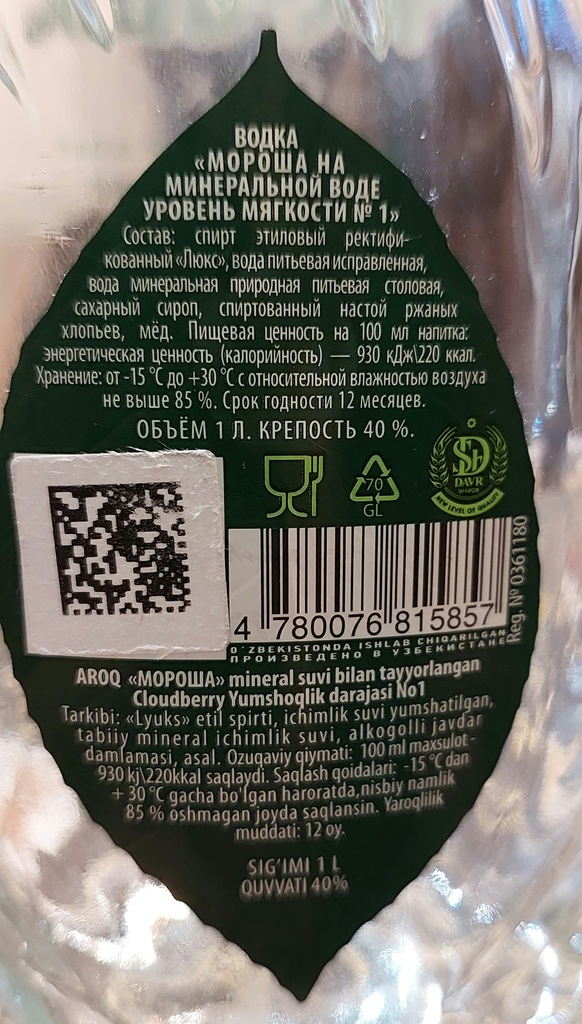 ВОДКА
«МОРОША НА
МИНЕРАЛЬНОЙ ВОДЕ
УРОВЕНЬ МЯГКОСТИ № 1»
Состав: спирт этиловый ректифи-
кованный «Люкс», вода питьевая исправленная,
вода минеральная природная питьевая столовая,
сахарный сироп, спиртованный настой ржаных
хлопьев, мёд. Пищевая ценность на 100 мл напитка:
энергетическая ценность (калорийность) — 930 кДж\220 ккал.
Хранение: от -15 °C до +30 °C с относительной влажностью воздуха
не выше 85 %. Срок годности 12 месяцев.
ОБЪЁМ 1 Л. КРЕПОСТЬ 40 %.
70
GL
SD
DAVR
SHAROB
NEW LEVEL OF QUALITY
4 780076 815857
Reg. № 0361180
O'ZBEKISTONDA ISHLAB CHIQARILGAN
ПРОИЗВЕДЕНО В УЗБЕКИСТАНЕ
AROQ «МОРОША» mineral suvi bilan tayyorlangan
Cloudberry Yumshoqlik darajasi No1
Tarkibi: «Lyuks» etil spirti, ichimlik suvi yumshatilgan,
tabiiy mineral ichimlik suvi, alkogolli javdar
damlamasi, asal. Ozuqaviy qiymati: 100 ml maxsulot-
930 kj\220kkal saqlaydi. Saqlash qoidalari: -15 °C dan
+ 30 °C gacha bo'lgan haroratda, nisbiy namlik
85 % oshmagan joyda saqlansin. Yaroqlilik
muddati: 12 oy.
SIG'IMI 1 L
QUVVATI 40%